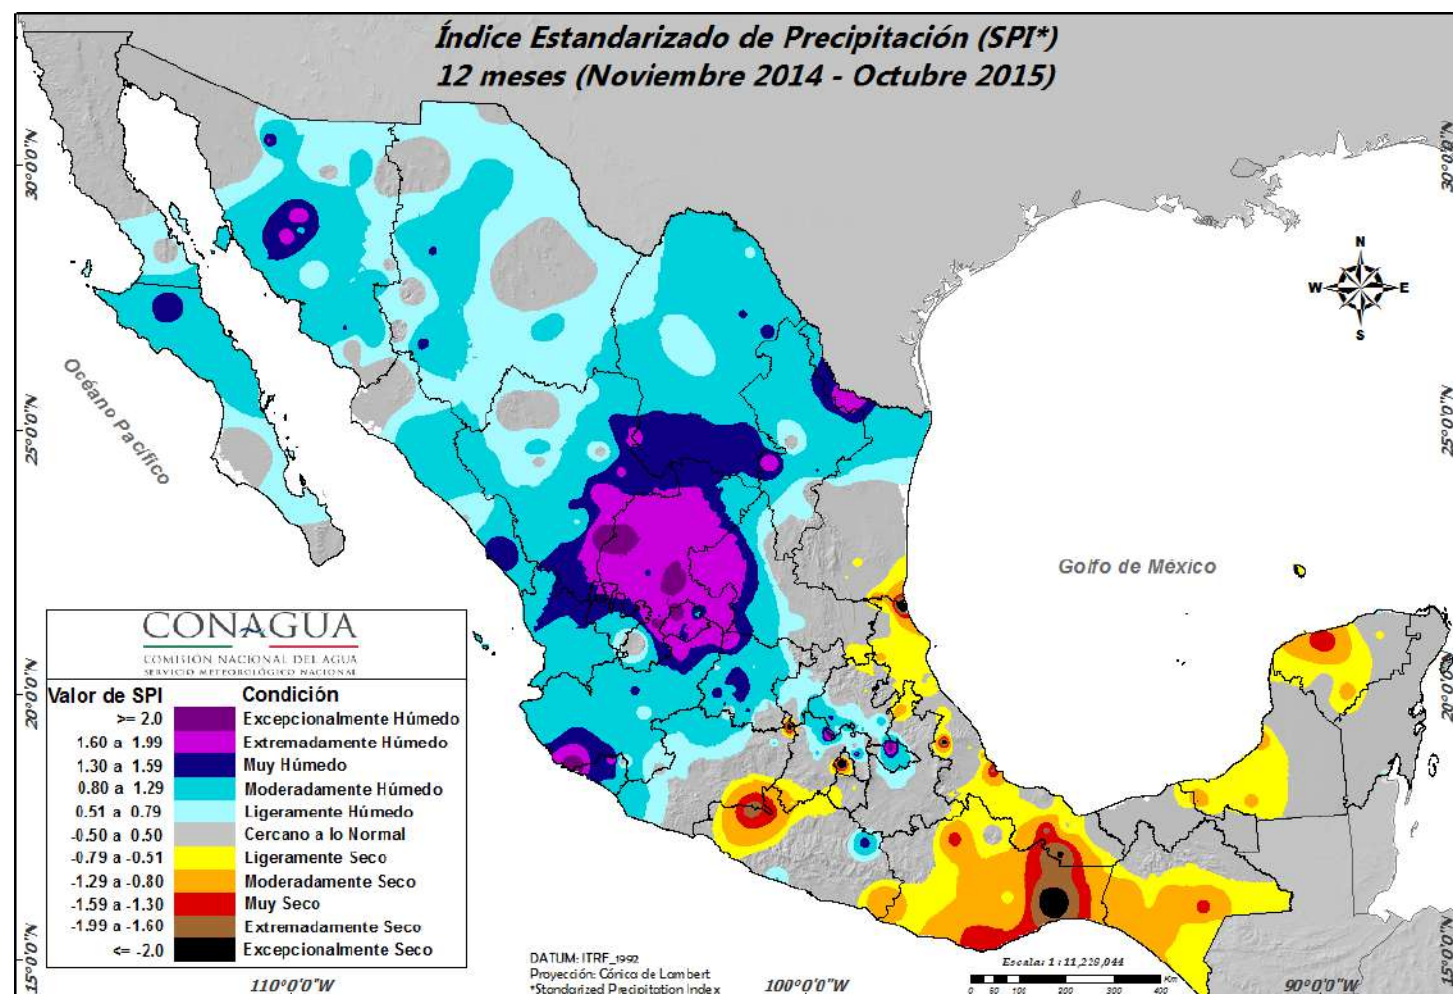 Índice Estandarizado de Precipitación (SPI*)
12 meses (Noviembre 2014 - Octubre 2015)
30°0'0"N
30°0'0"N
N
W
E
S
Océano Pacífico
25°0'0"N
25°0'0"N
Golfo de México
CONAGUA
COMISIÓN NACIONAL DEL AGUA
SERVICIO METEOROLÓGICO NACIONAL
Valor de SPI Condición
>= 2.0 Excepcionalmente Húmedo
1.60 a 1.99 Extremadamente Húmedo
1.30 a 1.59 Muy Húmedo
0.80 a 1.29 Moderadamente Húmedo
0.51 a 0.79 Ligeramente Húmedo
-0.50 a 0.50 Cercano a lo Normal
-0.79 a -0.51 Ligeramente Seco
-1.29 a -0.80 Moderadamente Seco
-1.59 a -1.30 Muy Seco
-1.99 a -1.60 Extremadamente Seco
<= -2.0 Excepcionalmente Seco
20°0'0"N
20°0'0"N
15°0'0"N
15°0'0"N
DATUM: ITRF_1992
Proyección: Cónica de Lambert
*Standarized Precipitation Index
Escala: 1:11,226,044
Km
0 50 100 200 300 400
110°0'0"W
100°0'0"W
90°0'0"W